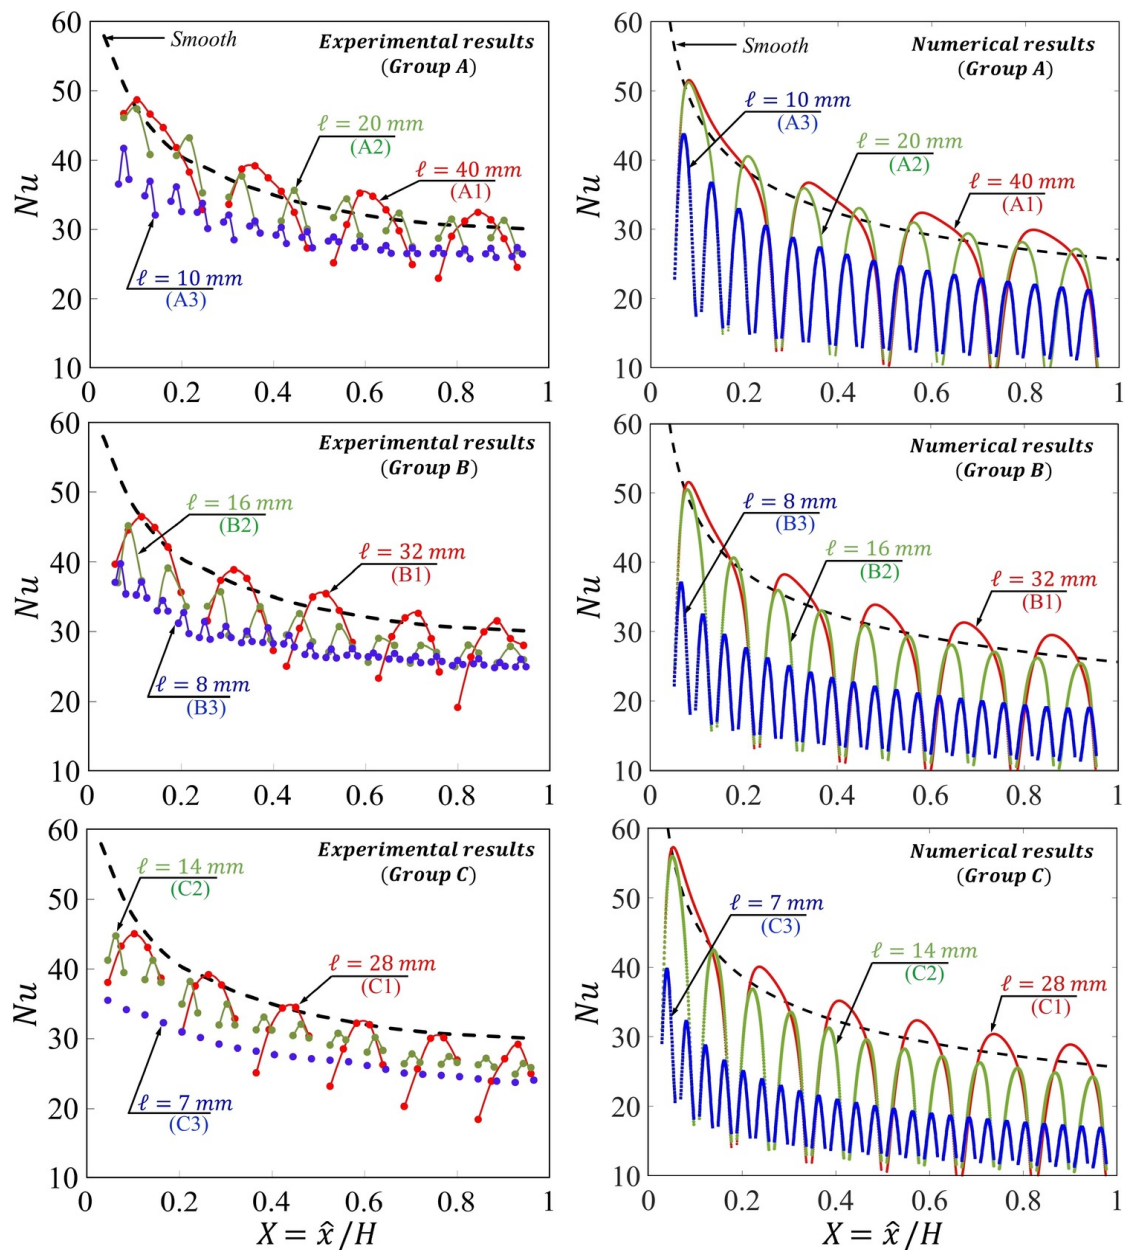 60
50
40
30
20
10
Nu
Smooth
Experimental results
(Group A)
ℓ = 20 mm
(A2)
ℓ = 40 mm
(A1)
ℓ = 10 mm
(A3)
0
0.2
0.4
0.6
0.8
1
60
50
40
30
20
10
Nu
Smooth
Numerical results
(Group A)
ℓ = 10 mm
(A3)
ℓ = 20 mm
(A2)
ℓ = 40 mm
(A1)
0
0.2
0.4
0.6
0.8
1
60
50
40
30
20
10
Nu
Experimental results
(Group B)
ℓ = 16 mm
(B2)
ℓ = 32 mm
(B1)
ℓ = 8 mm
(B3)
0
0.2
0.4
0.6
0.8
1
60
50
40
30
20
10
Nu
Numerical results
(Group B)
ℓ = 8 mm
(B3)
ℓ = 16 mm
(B2)
ℓ = 32 mm
(B1)
0
0.2
0.4
0.6
0.8
1
60
50
40
30
20
10
Nu
Experimental results
(Group C)
ℓ = 14 mm
(C2)
ℓ = 28 mm
(C1)
ℓ = 7 mm
(C3)
0
0.2
0.4
0.6
0.8
1
X = x̂/H
60
50
40
30
20
10
Nu
Numerical results
(Group C)
ℓ = 7 mm
(C3)
ℓ = 14 mm
(C2)
ℓ = 28 mm
(C1)
0
0.2
0.4
0.6
0.8
1
X = x̂/H